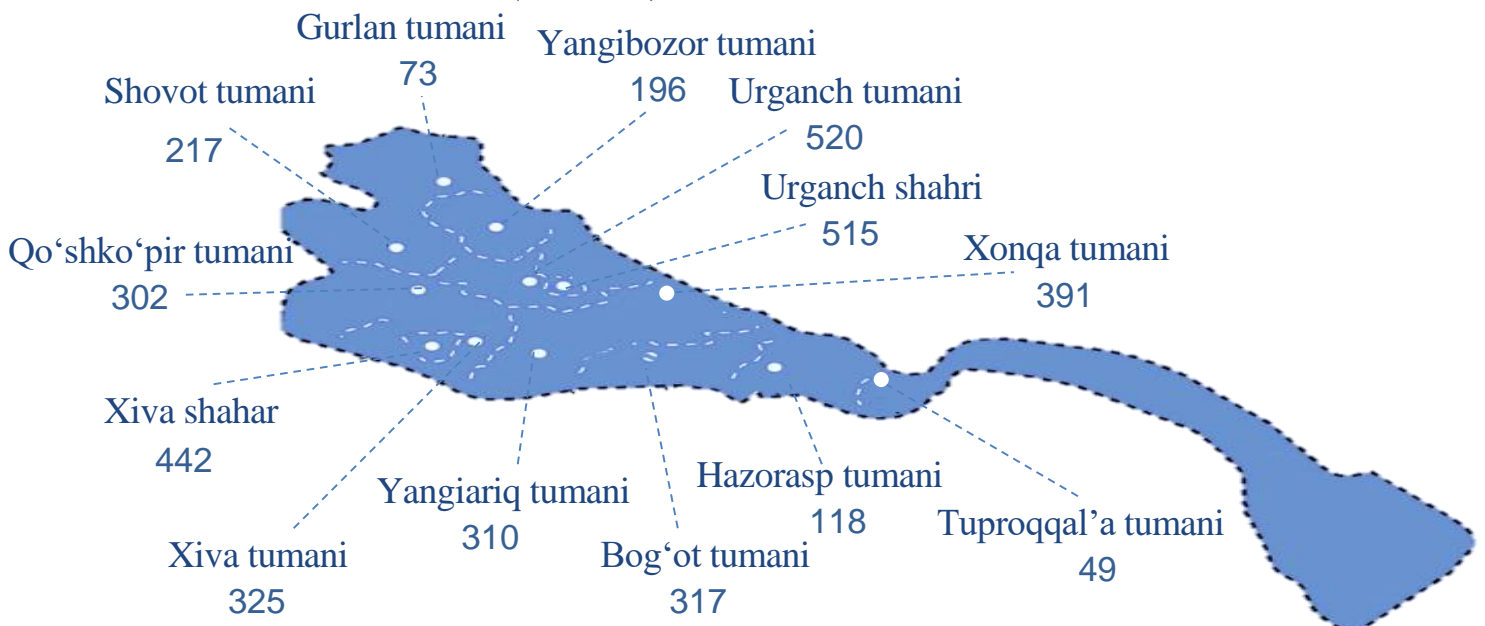 Gurlan tumani
73
Yangibozor tumani
196
Shovot tumani
217
Urganch tumani
520
Urganch shahri
515
Qo‘shko‘pir tumani
302
Xonqa tumani
391
Xiva shahar
442
Yangiariq tumani
310
Hazorasp tumani
118
Tuproqqal’a tumani
49
Xiva tumani
325
Bog‘ot tumani
317